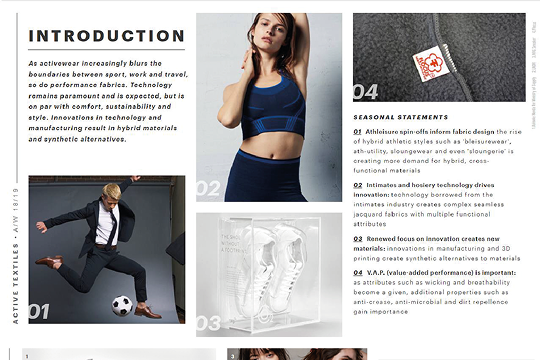 INTRODUCTION
As activewear increasingly blurs the
boundaries between sport, work and travel,
so do performance fabrics. Technology
remains paramount and is expected, but is
on par with comfort, sustainability and
style. Innovations in technology and
manufacturing result in hybrid materials
and synthetic alternatives.
ACTIVE TEXTILES • A/W 18/19
01
02
03
04
SEASONAL STATEMENTS
01 Athleisure spin-offs inform fabric design the rise
of hybrid athletic styles such as 'bleisurewear',
ath-utility, sloungewear and even 'sloungerie' is
creating more demand for hybrid, cross-
functional materials
02 Intimates and hosiery technology drives
innovation: technology borrowed from the
intimates industry creates complex seamless
jacquard fabrics with multiple functional
attributes
03 Renewed focus on innovation creates new
materials: innovations in manufacturing and 3D
printing create synthetic alternatives to materials
04 V.A.P. (value-added performance) is important:
as attributes such as wicking and breathability
become a given, additional properties such as
anti-crease, anti-microbial and dirt repellence
gain importance
1
3